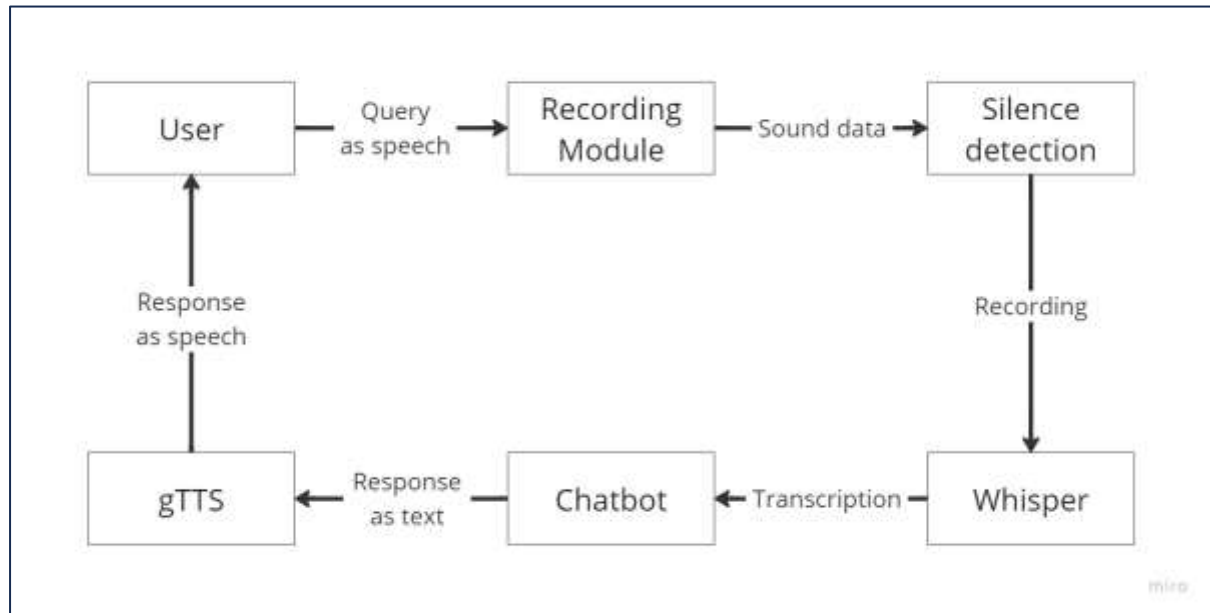 User
Query
as speech
Recording
Module
Sound data
Silence
detection
Recording
Whisper
Transcription
Chatbot
Response
as text
gTTS
Response
as speech
miro